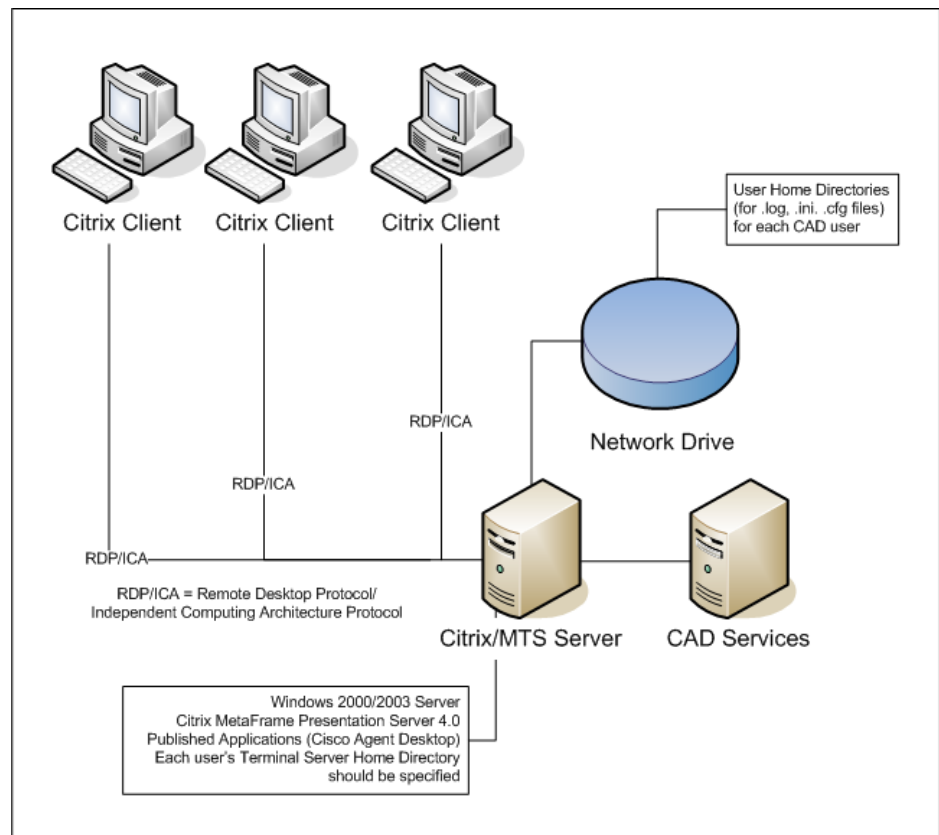 Citrix Client
Citrix Client
Citrix Client
User Home Directories
(for .log, .ini. .cfg files)
for each CAD user
RDP/ICA
Network Drive
RDP/ICA
RDP/ICA
RDP/ICA = Remote Desktop Protocol/
Independent Computing Architecture Protocol
Citrix/MTS Server
CAD Services
Windows 2000/2003 Server
Citrix MetaFrame Presentation Server 4.0
Published Applications (Cisco Agent Desktop)
Each user's Terminal Server Home Directory
should be specified